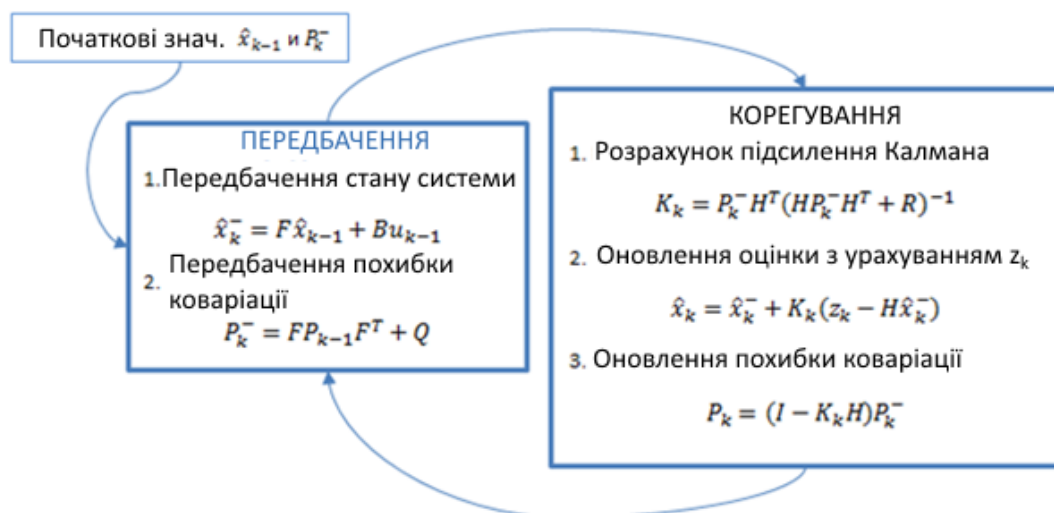 Початкові знач. x̂ₖ₋₁ и Pₖ⁻
ПЕРЕДБАЧЕННЯ
1. Передбачення стану системи
x̂ₖ⁻ = Fx̂ₖ₋₁ + Buₖ₋₁
2. Передбачення похибки
коваріації
Pₖ⁻ = FPₖ₋₁Fᵀ + Q
КОРЕГУВАННЯ
1. Розрахунок підсилення Калмана
Kₖ = Pₖ⁻Hᵀ(HPₖ⁻Hᵀ + R)⁻¹
2. Оновлення оцінки з урахуванням zₖ
x̂ₖ = x̂ₖ⁻ + Kₖ(zₖ − Hx̂ₖ⁻)
3. Оновлення похибки коваріації
Pₖ = (I − KₖH)Pₖ⁻